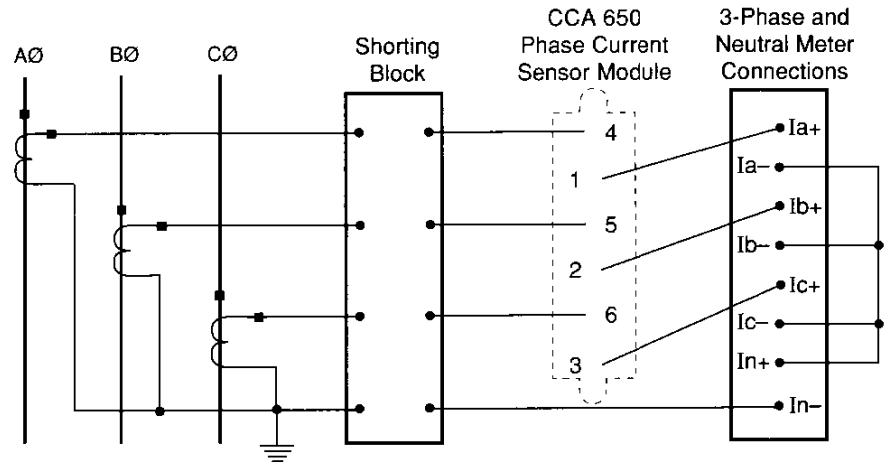 AØ
BØ
CØ
Shorting
Block
CCA 650
Phase Current
Sensor Module
3-Phase and
Neutral Meter
Connections
4
1
5
2
6
3
Ia+
Ia–
Ib+
Ib–
Ic+
Ic–
In+
In–